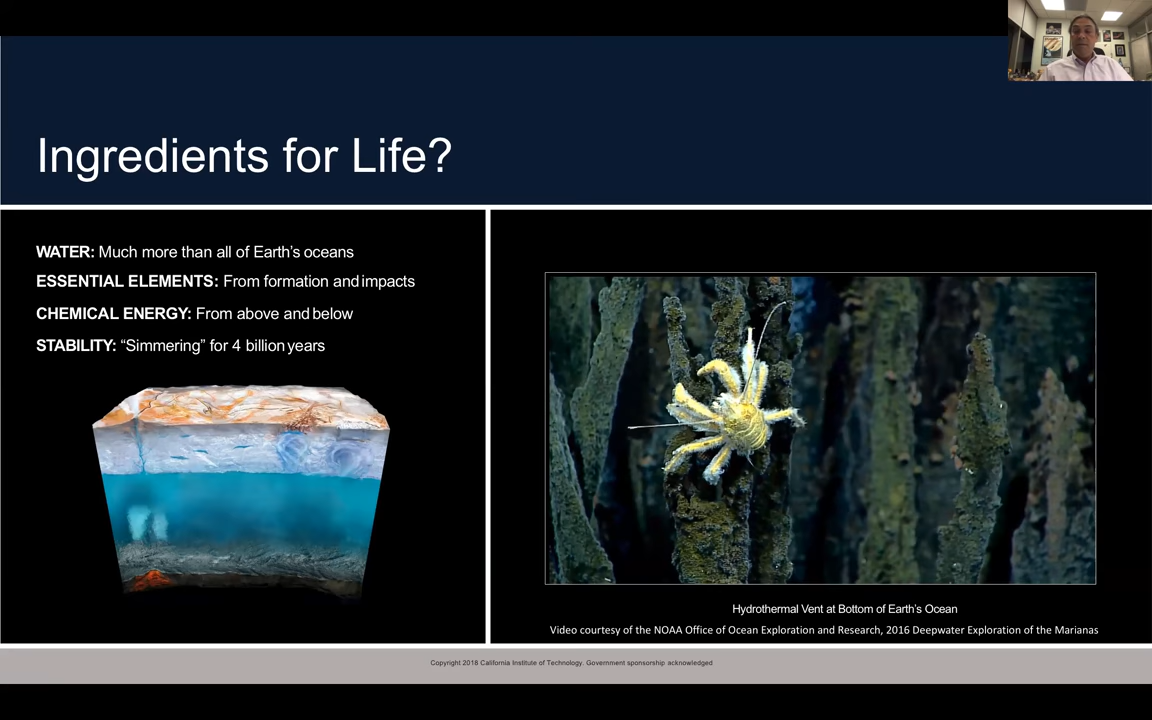 Ingredients for Life?
WATER: Much more than all of Earth’s oceans
ESSENTIAL ELEMENTS: From formation and impacts
CHEMICAL ENERGY: From above and below
STABILITY: “Simmering” for 4 billion years
Hydrothermal Vent at Bottom of Earth’s Ocean
Video courtesy of the NOAA Office of Ocean Exploration and Research, 2016 Deepwater Exploration of the Marianas
Copyright 2018 California Institute of Technology. Government sponsorship acknowledged